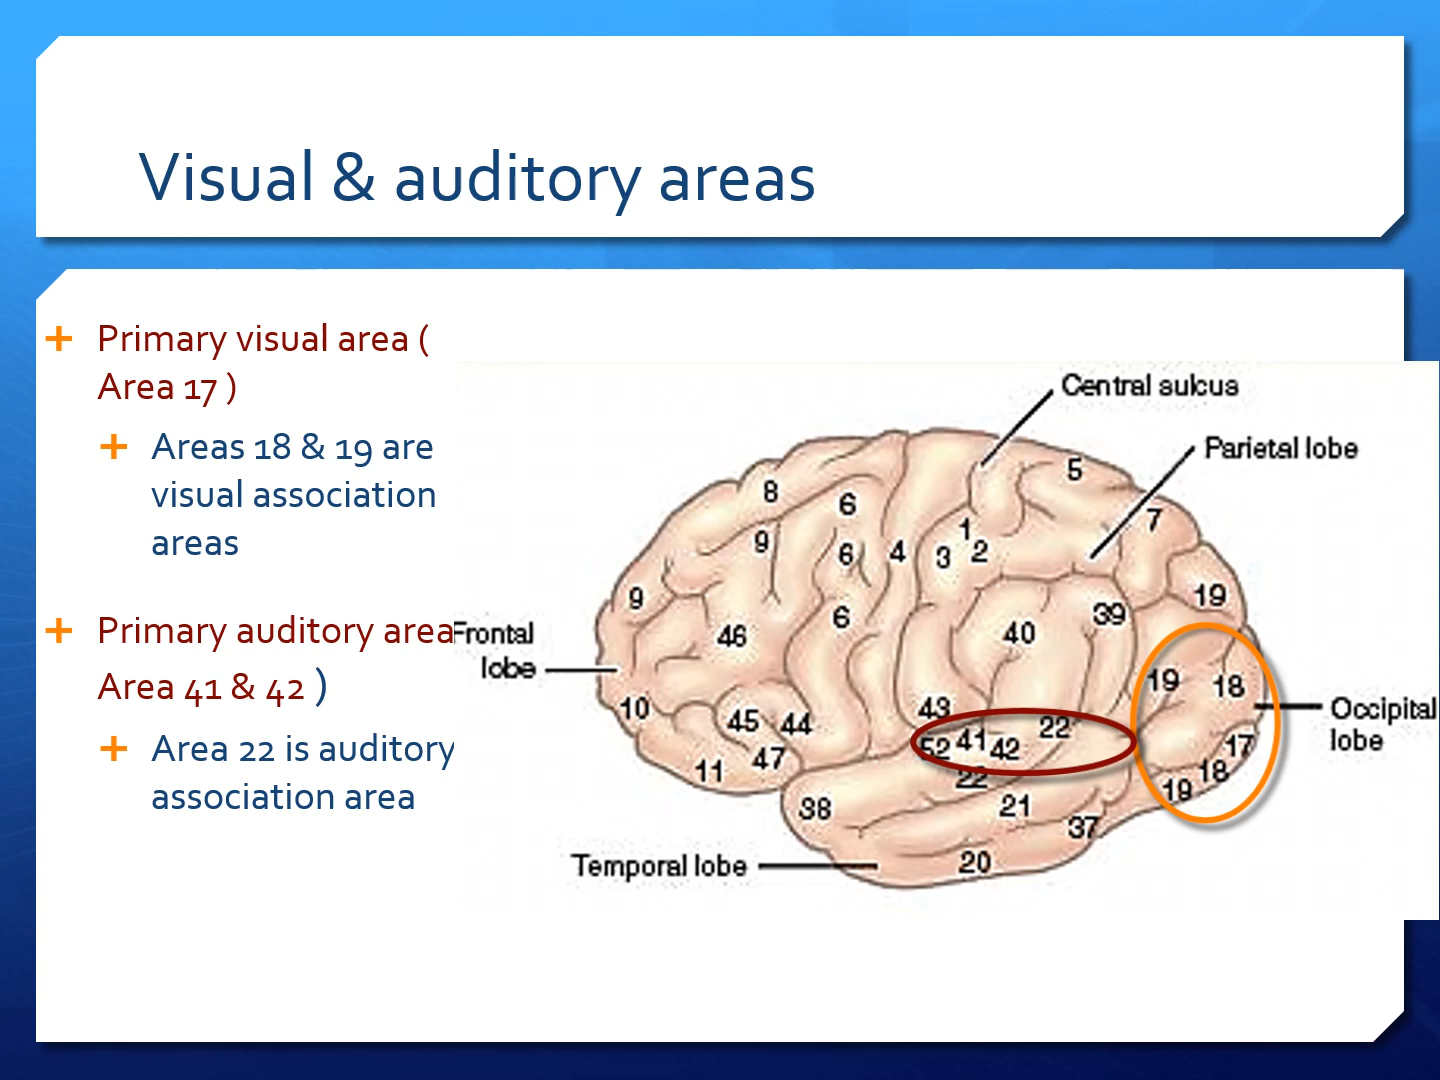 Visual & auditory areas
Primary visual area (
Area 17 )
Areas 18 & 19 are
visual association
areas
Primary auditory area
Area 41 & 42 )
Area 22 is auditory
association area
Central sulcus
Parietal lobe
5
8
6
7
1
9
6
4
3
2
9
19
39
6
46
40
Frontal
lobe
19
18
10
43
45
44
22
Occipital
lobe
41
42
52
17
47
11
18
22
19
38
21
37
20
Temporal lobe